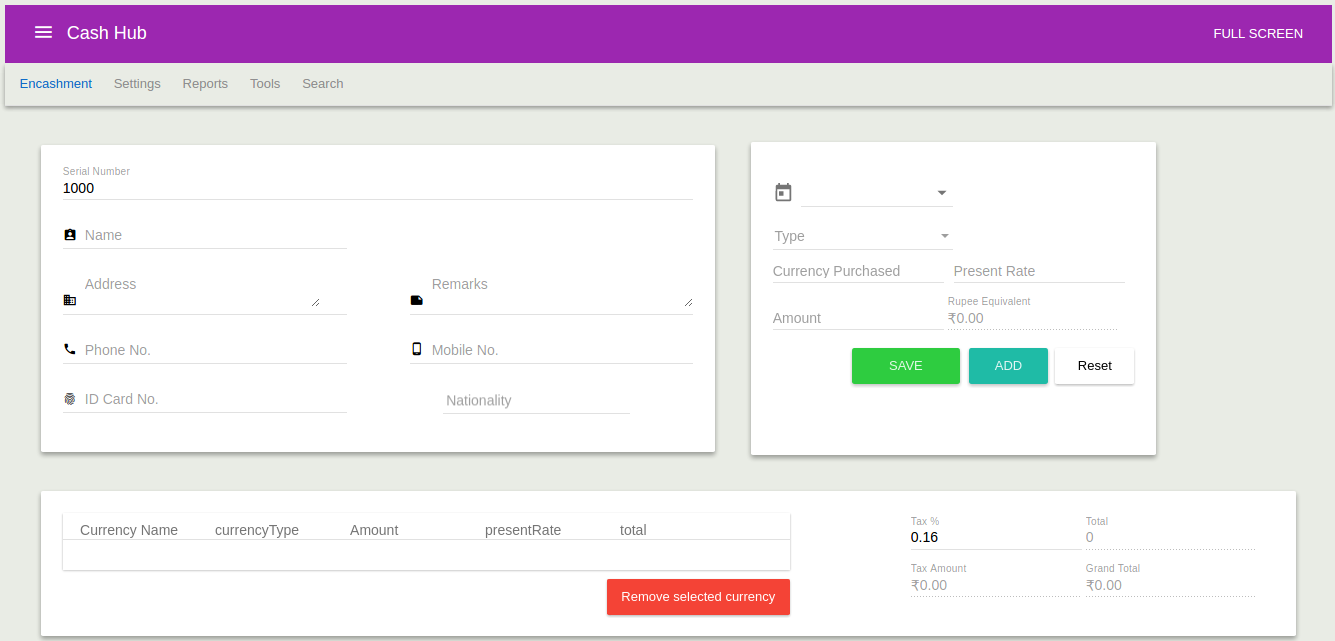 Cash Hub
FULL SCREEN
Encashment Settings Reports Tools Search
Serial Number
1000
Name
Address
Remarks
Phone No.
Mobile No.
ID Card No.
Nationality
Type
Currency Purchased
Present Rate
Amount
Rupee Equivalent
₹0.00
SAVE
ADD
Reset
Currency Name currencyType Amount presentRate total
Remove selected currency
Tax %
0.16
Total
0
Tax Amount
₹0.00
Grand Total
₹0.00